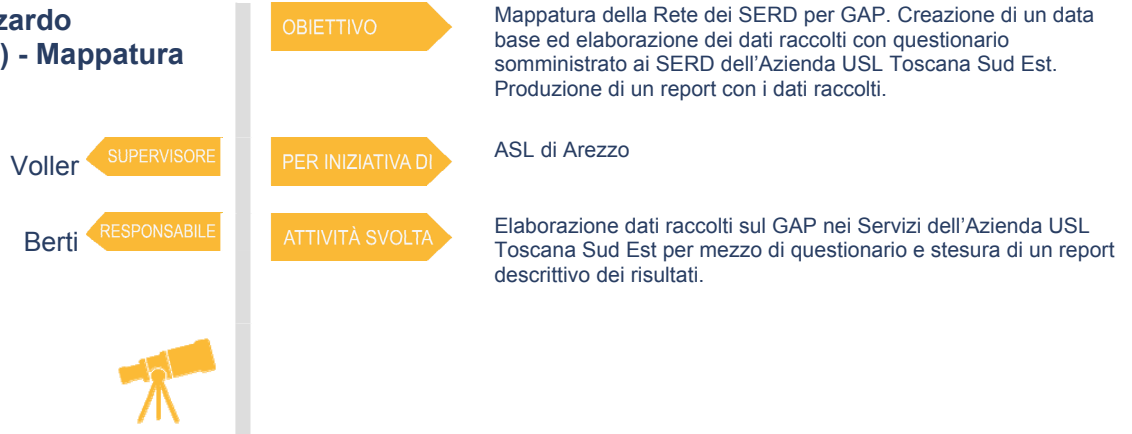 zardo
) - Mappatura
Voller
SUPERVISORE
Berti
RESPONSABILE
OBIETTIVO
Mappatura della Rete dei SERD per GAP. Creazione di un data
base ed elaborazione dei dati raccolti con questionario
somministrato ai SERD dell'Azienda USL Toscana Sud Est.
Produzione di un report con i dati raccolti.
PER INIZIATIVA DI
ASL di Arezzo
ATTIVITÀ SVOLTA
Elaborazione dati raccolti sul GAP nei Servizi dell'Azienda USL
Toscana Sud Est per mezzo di questionario e stesura di un report
descrittivo dei risultati.